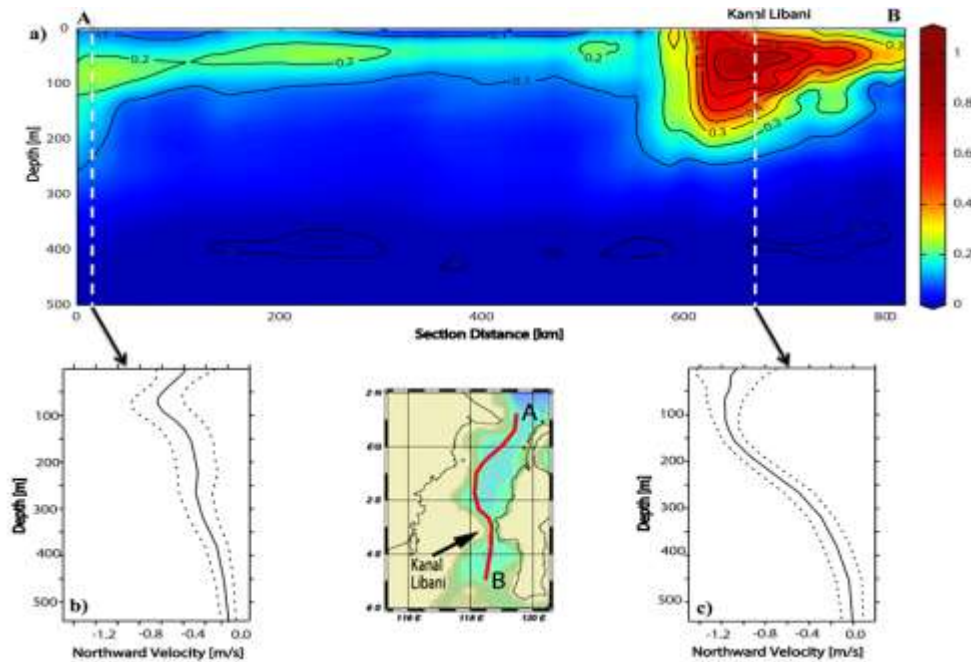 A
Kanal Libani
B
a)
0
100
200
300
400
500
Depth [m]
0.2
0.2
0.3
0.3
0 200 400 600 800
Section Distance [km]
1
0.8
0.6
0.4
0.2
0
100
200
300
400
500
Depth [m]
b)
-1.2 -0.8 -0.4 0.0
Northward Velocity [m/s]
A
Kanal
Libani
B
118 E 120 E
100
200
300
400
500
Depth [m]
c)
-1.2 -0.8 -0.4 0.0
Northward Velocity [m/s]